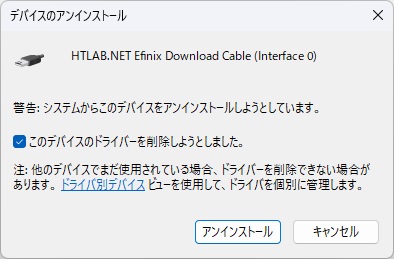 デバイスのアンインストール
HTLAB.NET Efinix Download Cable (Interface 0)
警告: システムからこのデバイスをアンインストールしようとしています。
このデバイスのドライバーを削除しようとしました。
注: 他のデバイスでまだ使用されている場合、ドライバーを削除できない場合が
あります。ドライバ別デバイス ビューを使用して、ドライバを個別に管理します。
アンインストール
キャンセル